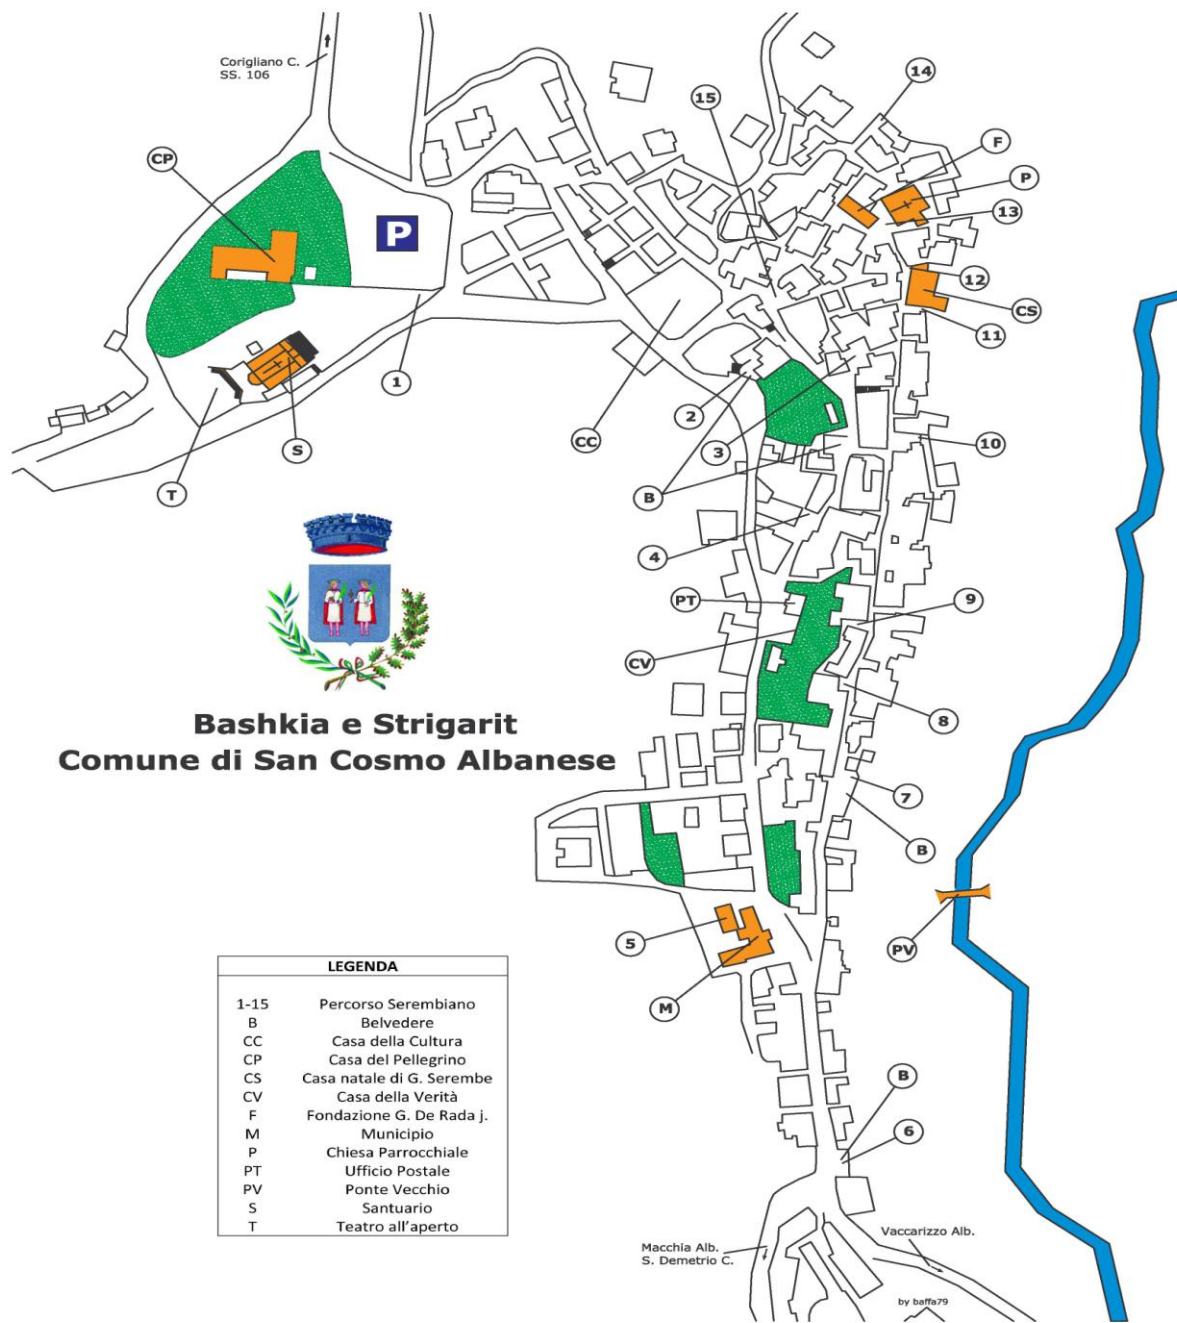 Corigliano C.
SS. 106
14
15
F
CP
P
P
13
12
CS
11
1
2
CC
3
10
S
B
T
4
PT
9
CV
8
Bashkia e Strigarit
Comune di San Cosmo Albanese
7
B
5
PV
M
LEGENDA
1-15 Percorso Serembiano
B Belvedere
CC Casa della Cultura
CP Casa del Pellegrino
CS Casa natale di G. Serembe
CV Casa della Verità
F Fondazione G. De Rada j.
M Municipio
P Chiesa Parrocchiale
PT Ufficio Postale
PV Ponte Vecchio
S Santuario
T Teatro all'aperto
B
6
Macchia Alb.
S. Demetrio C.
Vaccarizzo Alb.
by baffa79